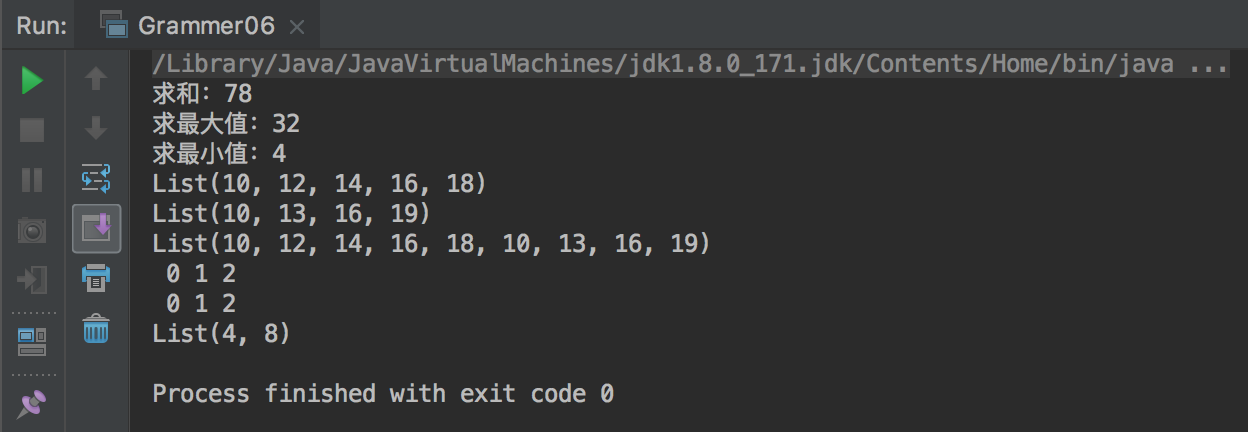 Run: Grammer06
/Library/Java/JavaVirtualMachines/jdk1.8.0_171.jdk/Contents/Home/bin/java ...
求和：78
求最大值：32
求最小值：4
List(10, 12, 14, 16, 18)
List(10, 13, 16, 19)
List(10, 12, 14, 16, 18, 10, 13, 16, 19)
0 1 2
0 1 2
List(4, 8)
Process finished with exit code 0